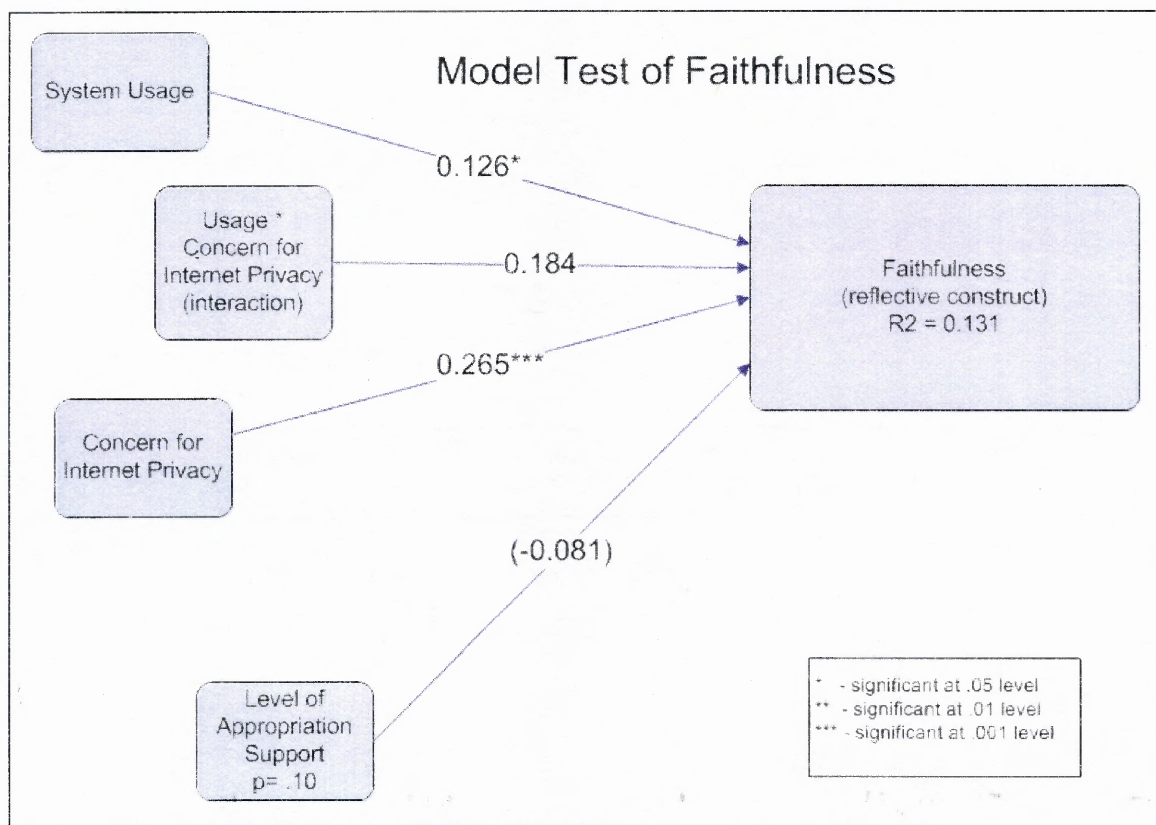 Model Test of Faithfulness
System Usage
0.126*
Usage *
Concern for
Internet Privacy
(interaction)
0.184
Faithfulness
(reflective construct)
R2 = 0.131
0.265***
Concern for
Internet Privacy
(-0.081)
Level of
Appropriation
Support
p= .10
* - significant at .05 level
** - significant at .01 level
*** - significant at .001 level